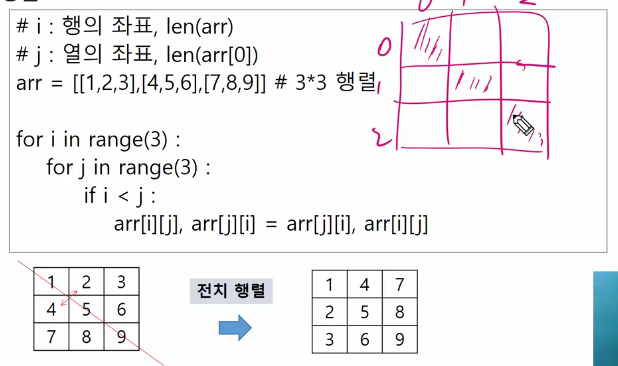 # i : 행의 좌표, len(arr)
# j : 열의 좌표, len(arr[0])
arr = [[1,2,3],[4,5,6],[7,8,9]] # 3*3 행렬
for i in range(3) :
for j in range(3) :
if i < j :
arr[i][j], arr[j][i] = arr[j][i], arr[i][j]
0
1
2
1 2 3
4 5 6
7 8 9
전치 행렬
1 4 7
2 5 8
3 6 9